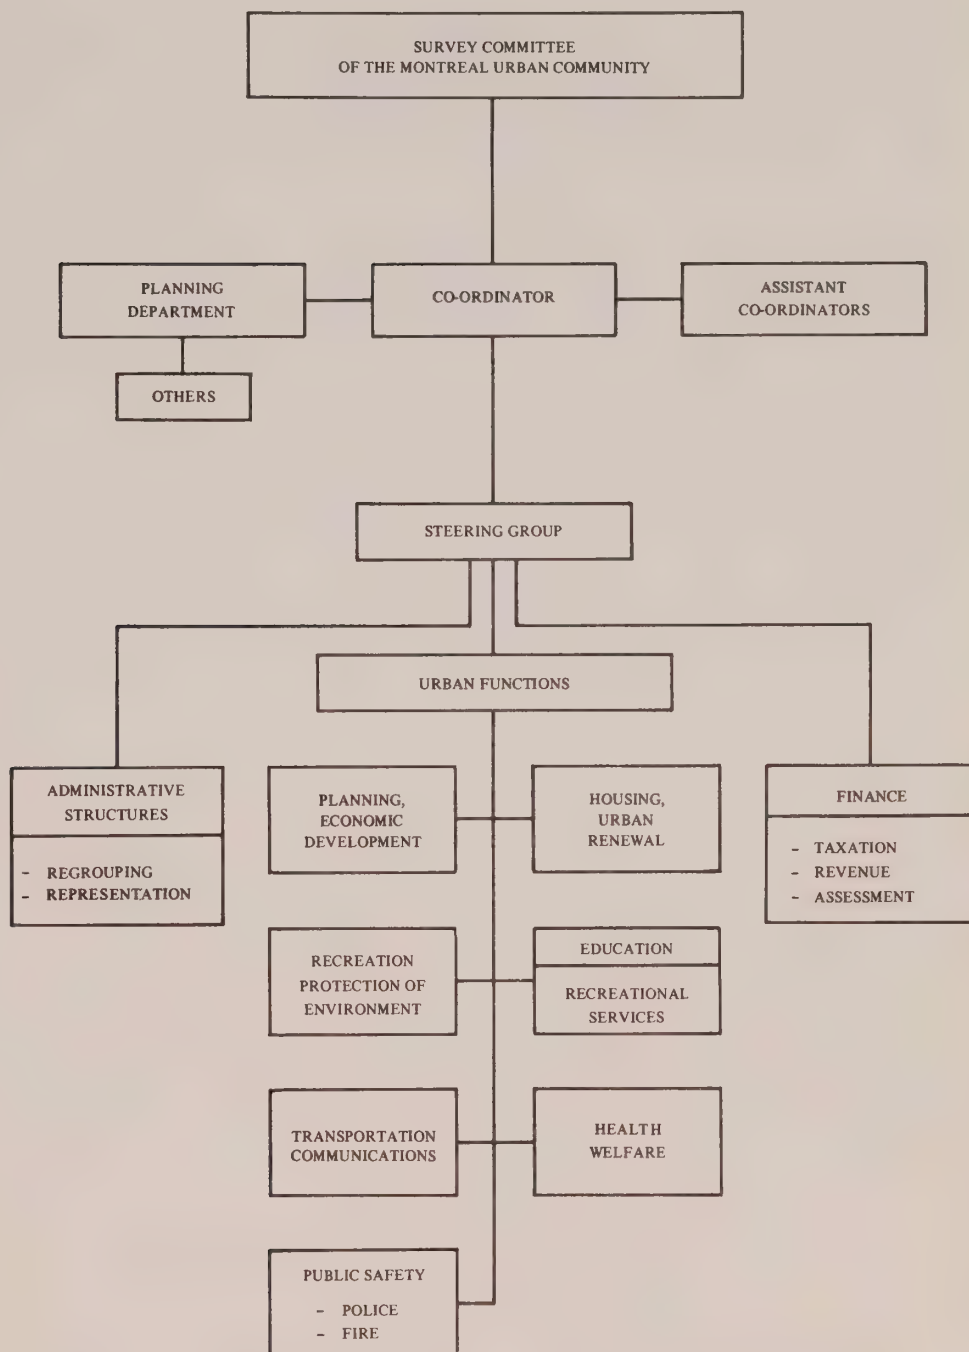 SURVEY COMMITTEE
OF THE MONTREAL URBAN COMMUNITY
PLANNING
DEPARTMENT
CO-ORDINATOR
ASSISTANT
CO-ORDINATORS
OTHERS
STEERING GROUP
URBAN FUNCTIONS
ADMINISTRATIVE
STRUCTURES
- REGROUPING
- REPRESENTATION
PLANNING,
ECONOMIC
DEVELOPMENT
HOUSING,
URBAN
RENEWAL
FINANCE
- TAXATION
- REVENUE
- ASSESSMENT
RECREATION
PROTECTION OF
ENVIRONMENT
EDUCATION
RECREATIONAL
SERVICES
TRANSPORTATION
COMMUNICATIONS
HEALTH
WELFARE
PUBLIC SAFETY
- POLICE
- FIRE